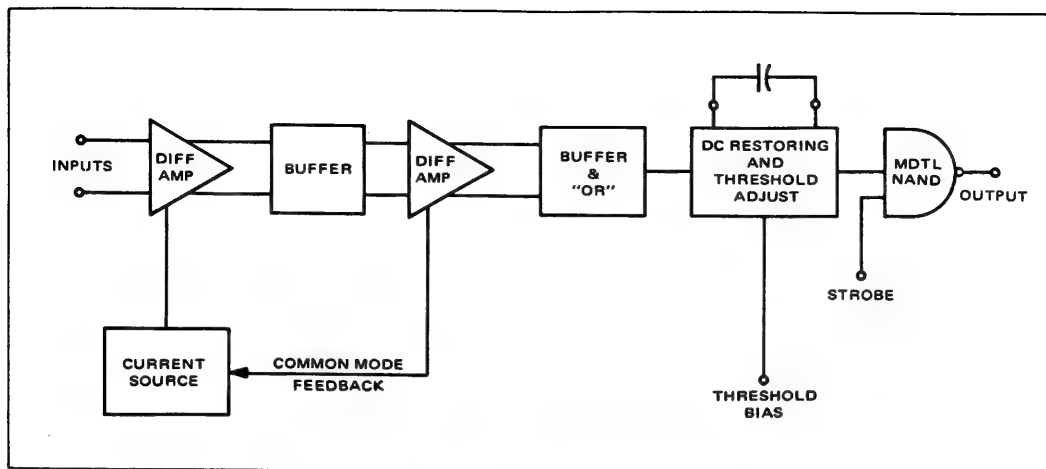 INPUTS
DIFF
AMP
BUFFER
DIFF
AMP
BUFFER
&
"OR"
DC RESTORING
AND
THRESHOLD
ADJUST
MDTL
NAND
OUTPUT
STROBE
CURRENT
SOURCE
COMMON MODE
FEEDBACK
THRESHOLD
BIAS